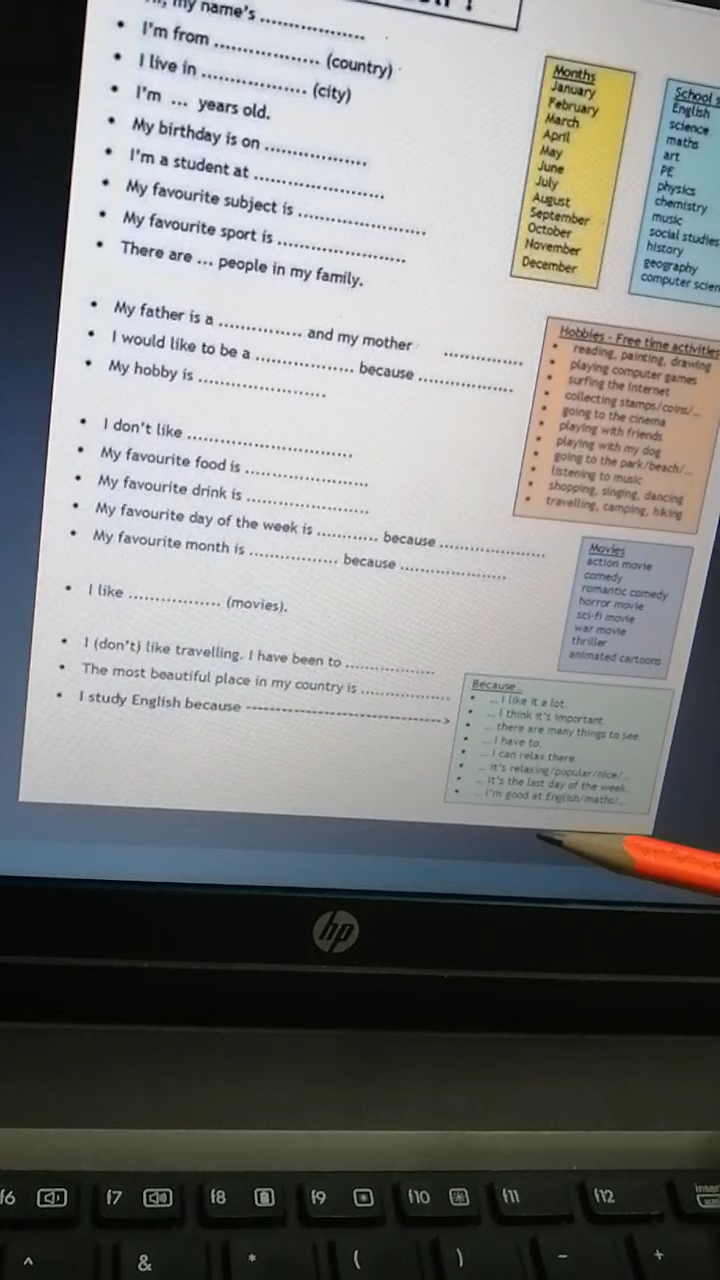 my name's ....................
• I'm from .................. (country)
• I live in .................. (city)
• I'm ... years old.
• My birthday is on ..................
• I'm a student at ......................
• My favourite subject is ......................
• My favourite sport is ......................
• There are ... people in my family.
• My father is a .............. and my mother ..............
• I would like to be a .................. because ..................
• My hobby is ......................
• I don't like ............................
• My favourite food is ......................
• My favourite drink is ......................
• My favourite day of the week is ........... because ....................
• My favourite month is ................ because ....................
• I like .................. (movies).
• I (don't) like travelling. I have been to ..................
• The most beautiful place in my country is ..................
• I study English because ------------------------------>
Months
January
February
March
April
May
June
July
August
September
October
November
December
School
English
science
maths
art
PE
physics
chemistry
music
social studies
history
geography
computer
Hobbies - Free time activities
• reading, painting, drawing
• playing computer games
• surfing the Internet
• collecting stamps/coins/...
• going to the cinema
• playing with friends
• playing with my dog
• going to the park/beach/...
• listening to music
• shopping, singing, dancing
• travelling, camping, hiking
Movies
action movie
comedy
romantic comedy
horror movie
sci-fi movie
war movie
thriller
animated cartoons
Because...
• ... I like it a lot.
• ... I think it's important.
• ... there are many things to see.
• ... I have to.
• ... I can relax there.
• ... it's relaxing/popular/nice/...
• ... it's the last day of the week.
• ... I'm good at English/maths/...
hp
f6 f7 f8 f9 f10 f11 f12
^ & * ( ) - +